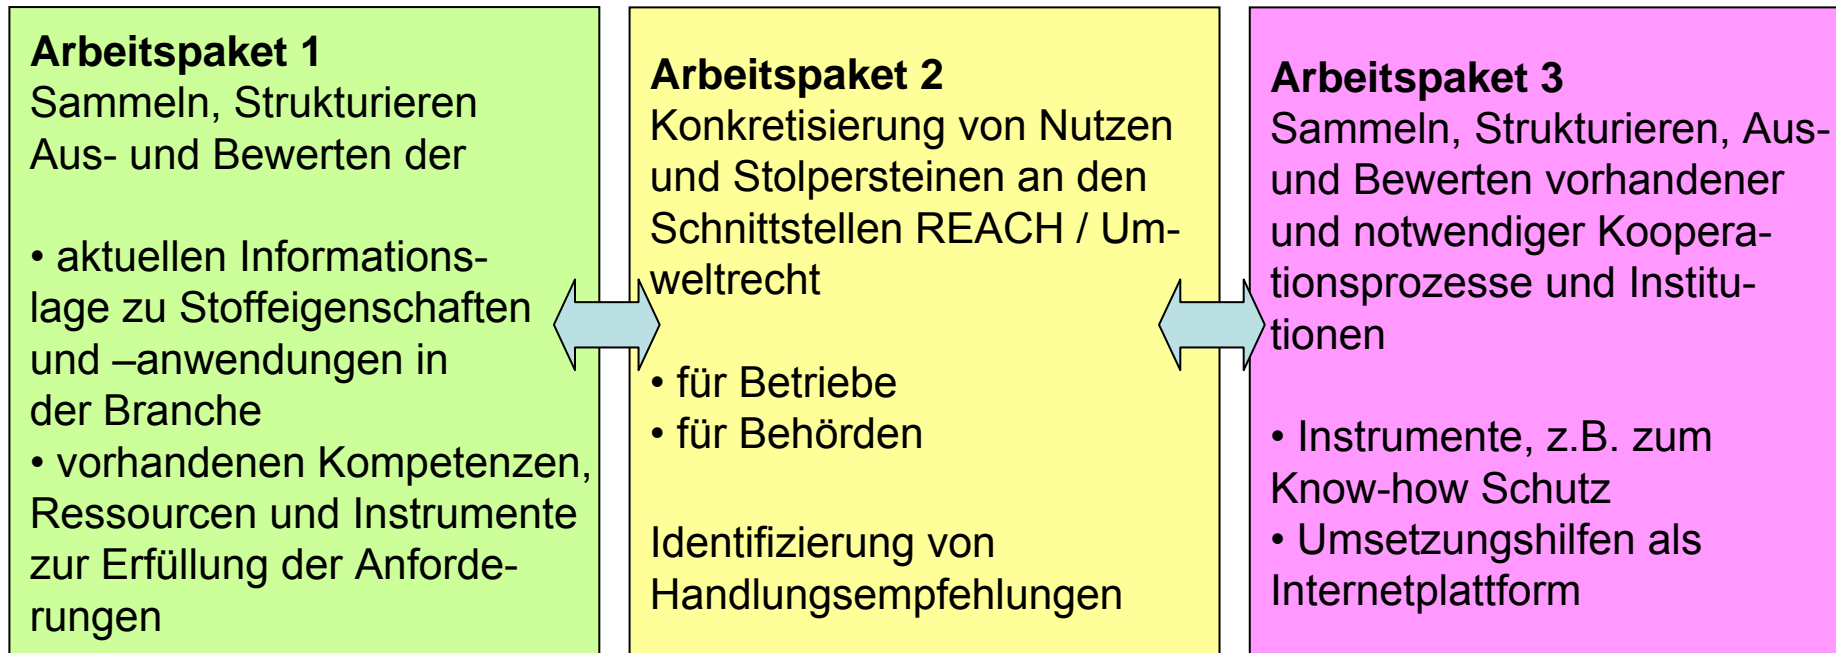 Arbeitspaket 1
Sammeln, Strukturieren
Aus- und Bewerten der
• aktuellen Informations-
lage zu Stoffeigenschaften
und –anwendungen in
der Branche
• vorhandenen Kompetenzen,
Ressourcen und Instrumente
zur Erfüllung der Anforde-
rungen
Arbeitspaket 2
Konkretisierung von Nutzen
und Stolpersteinen an den
Schnittstellen REACH / Um-
weltrecht
• für Betriebe
• für Behörden
Identifizierung von
Handlungsempfehlungen
Arbeitspaket 3
Sammeln, Strukturieren, Aus-
und Bewerten vorhandener
und notwendiger Koopera-
tionsprozesse und Institu-
tionen
• Instrumente, z.B. zum
Know-how Schutz
• Umsetzungshilfen als
Internetplattform